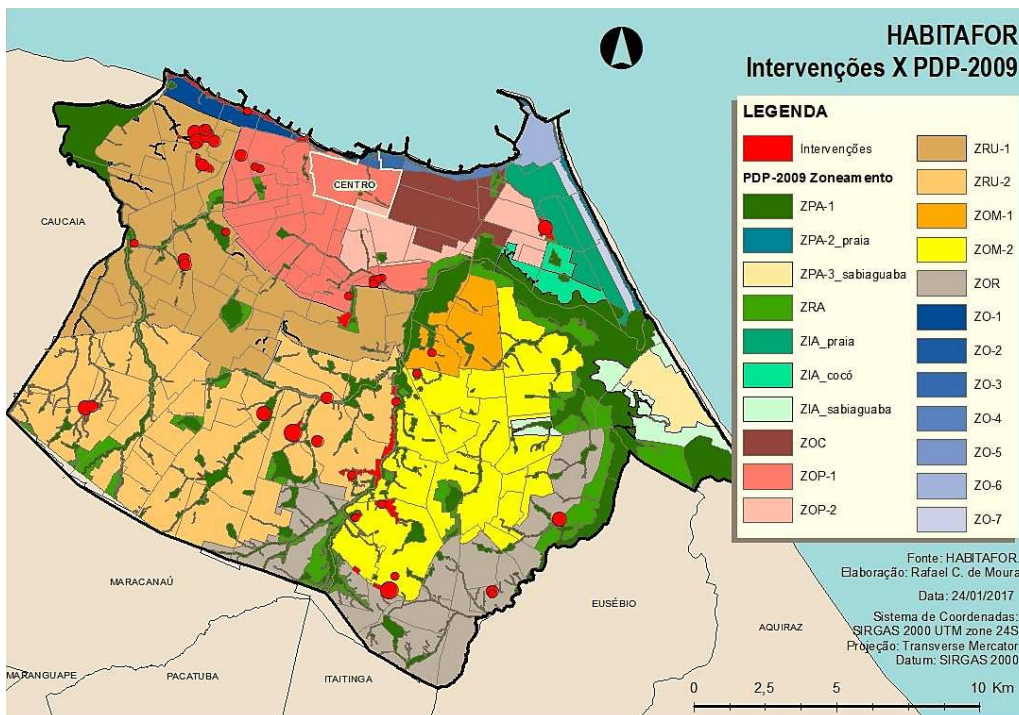 HABITAFOR
Intervenções X PDP-2009
LEGENDA
Intervenções
PDP-2009 Zoneamento
ZPA-1
ZPA-2_praia
ZPA-3_sabiaguaba
ZRA
ZIA_praia
ZIA_cocó
ZIA_sabiaguaba
ZOC
ZOP-1
ZOP-2
ZRU-1
ZRU-2
ZOM-1
ZOM-2
ZOR
ZO-1
ZO-2
ZO-3
ZO-4
ZO-5
ZO-6
ZO-7
CENTRO
CAUCAIA
MARACANAÚ
MARANGUAPE
PACATUBA
ITAITINGA
EUSÉBIO
AQUIRAZ
Fonte: HABITAFOR.
Elaboração: Rafael C. de Moura
Data: 24/01/2017
Sistema de Coordenadas:
SIRGAS 2000 UTM zone 24S
Projeção: Transverse Mercator
Datum: SIRGAS 2000
0 2,5 5 10 Km